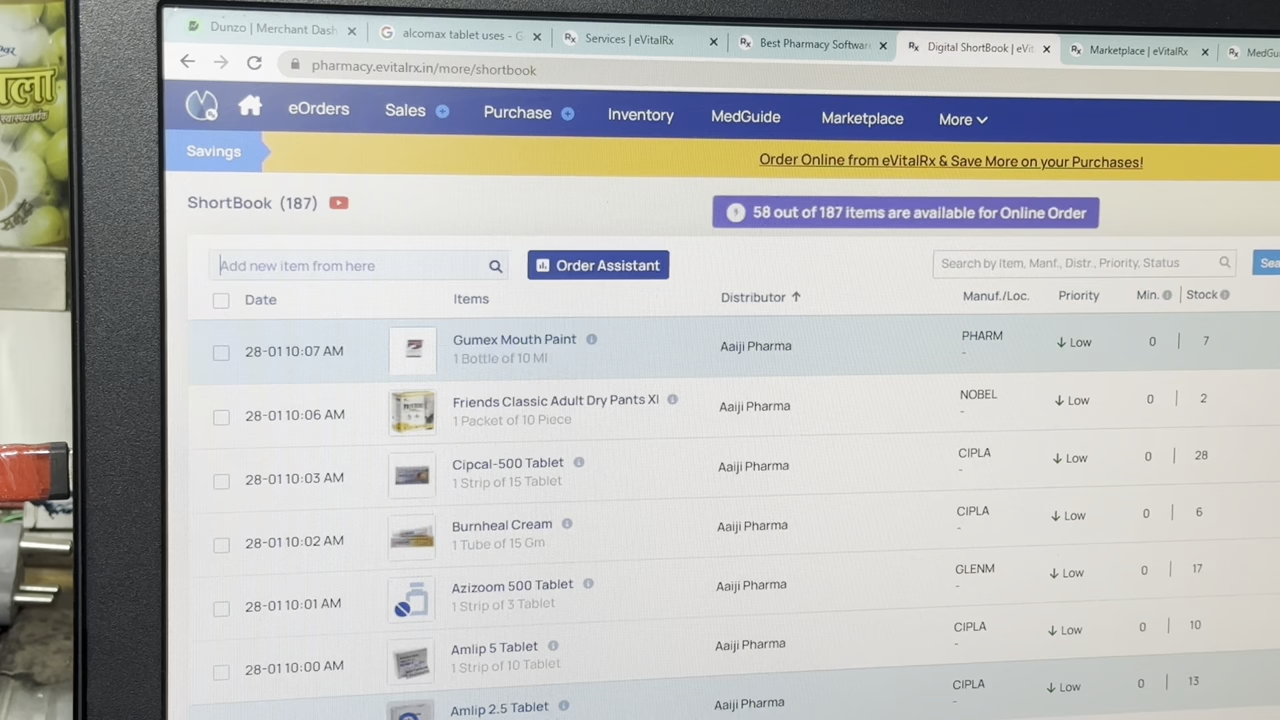 Dunzo | Merchant Dash
alcomax tablet uses - G
Services | eVitalRx
Best Pharmacy Softwar
Digital ShortBook | eVit
Marketplace | eVitalRx
MedGui
pharmacy.evitalrx.in/more/shortbook
eOrders Sales Purchase Inventory MedGuide Marketplace More
Savings
Order Online from eVitalRx & Save More on your Purchases!
ShortBook (187)
58 out of 187 items are available for Online Order
Add new item from here
Order Assistant
Search by Item, Manf., Distr., Priority, Status
Sea
Date Items Distributor Manuf./Loc. Priority Min. | Stock
28-01 10:07 AM Gumex Mouth Paint Aaiji Pharma PHARM Low 0 | 7
1 Bottle of 10 Ml -
28-01 10:06 AM Friends Classic Adult Dry Pants Xl Aaiji Pharma NOBEL Low 0 | 2
1 Packet of 10 Piece -
28-01 10:03 AM Cipcal-500 Tablet Aaiji Pharma CIPLA Low 0 | 28
1 Strip of 15 Tablet -
28-01 10:02 AM Burnheal Cream Aaiji Pharma CIPLA Low 0 | 6
1 Tube of 15 Gm -
28-01 10:01 AM Azizoom 500 Tablet Aaiji Pharma GLENM Low 0 | 17
1 Strip of 3 Tablet -
28-01 10:00 AM Amlip 5 Tablet Aaiji Pharma CIPLA Low 0 | 10
1 Strip of 10 Tablet -
Amlip 2.5 Tablet Aaiji Pharma CIPLA Low 0 | 13